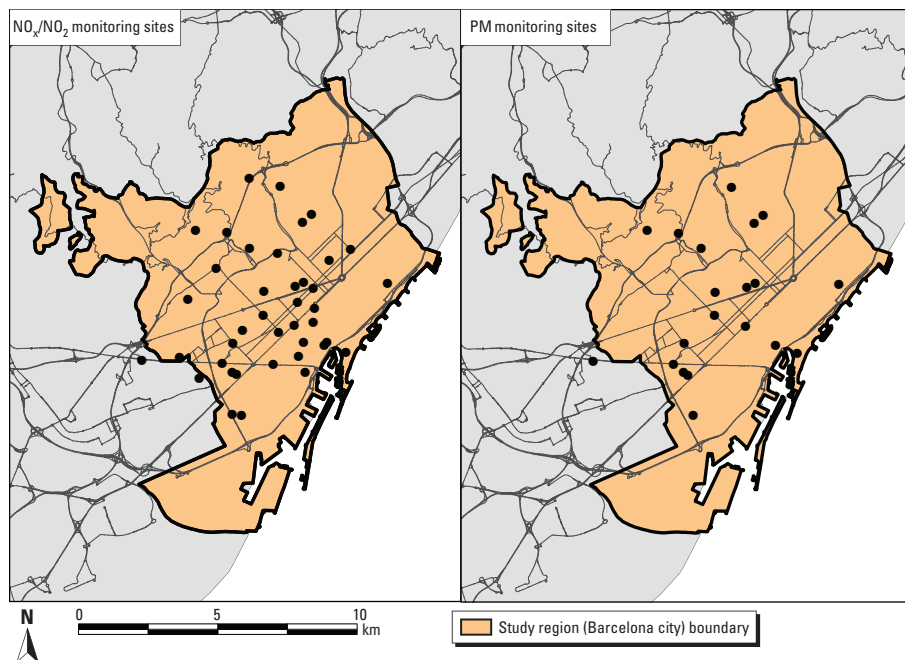 NOₓ/NO₂ monitoring sites
PM monitoring sites
N
0 5 10
km
Study region (Barcelona city) boundary